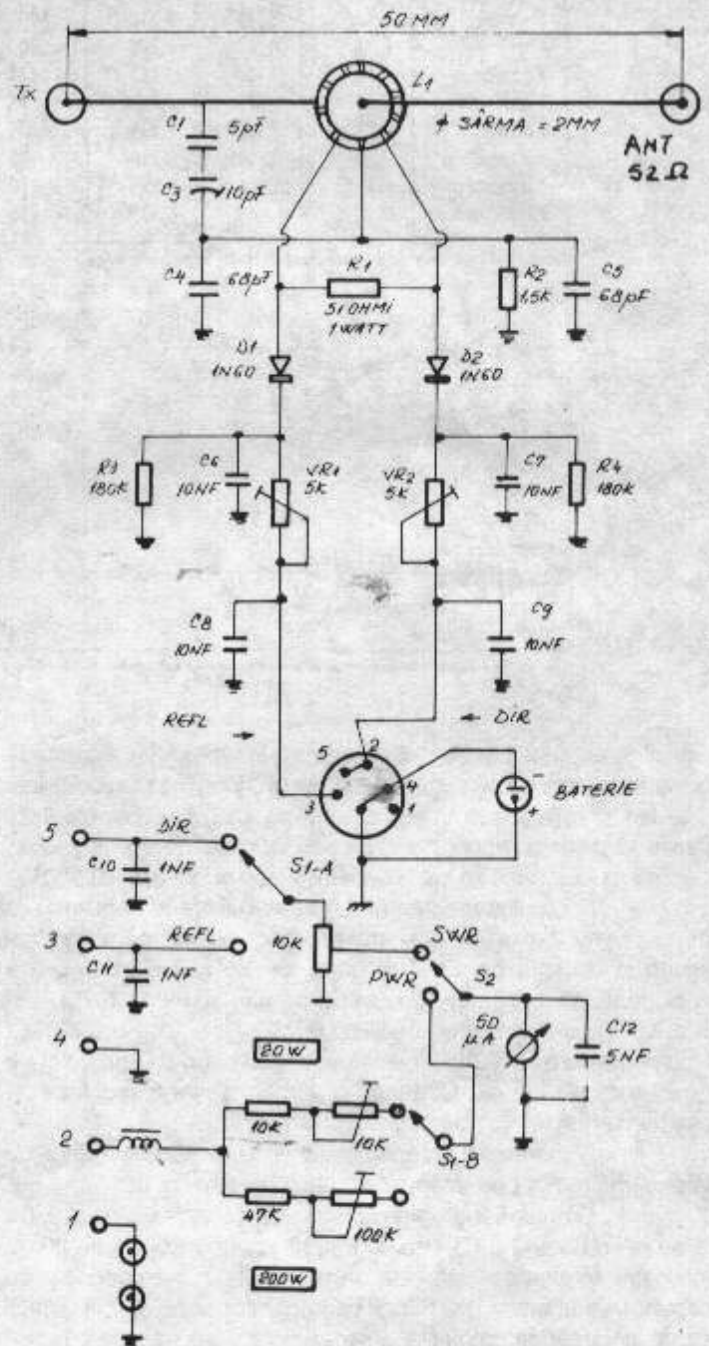 50 MM
Tx
L1
C1
5pF
ϕ SÂRMA = 2MM
ANT
52 Ω
C3
10pF
C4
68pF
R1
51 OHMI
1 WATT
R2
1,5K
C5
68pF
D1
1N60
D2
1N60
R3
180K
C6
10NF
VR1
5K
VR2
5K
C7
10NF
R4
180K
C8
10NF
C9
10NF
REFL
DIR
5
2
3
4
1
-
+
BATERIE
5
DIR
C10
1NF
S1-A
3
REFL
C11
1NF
10K
SWR
PWR
S2
50
µA
C12
5NF
4
20W
10K
10K
2
S1-B
47K
100K
1
200W